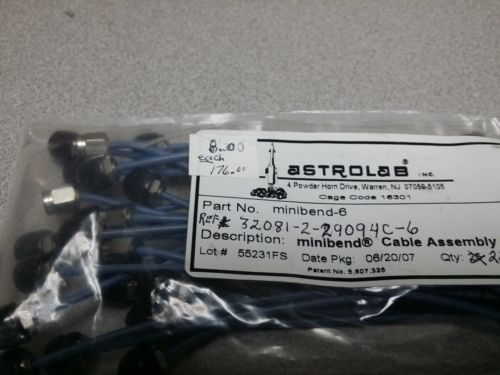 8.00
each
176.00
ASTROLAB® INC.
4 Powder Horn Drive, Warren, NJ 07059-5105
Cage Code 16301
Part No. minibend-6
REF# 32081-2-29094C-6
Description: minibend® Cable Assembly
Lot # 55231FS Date Pkg: 06/20/07 Qty:
Patent No. 5,607,325